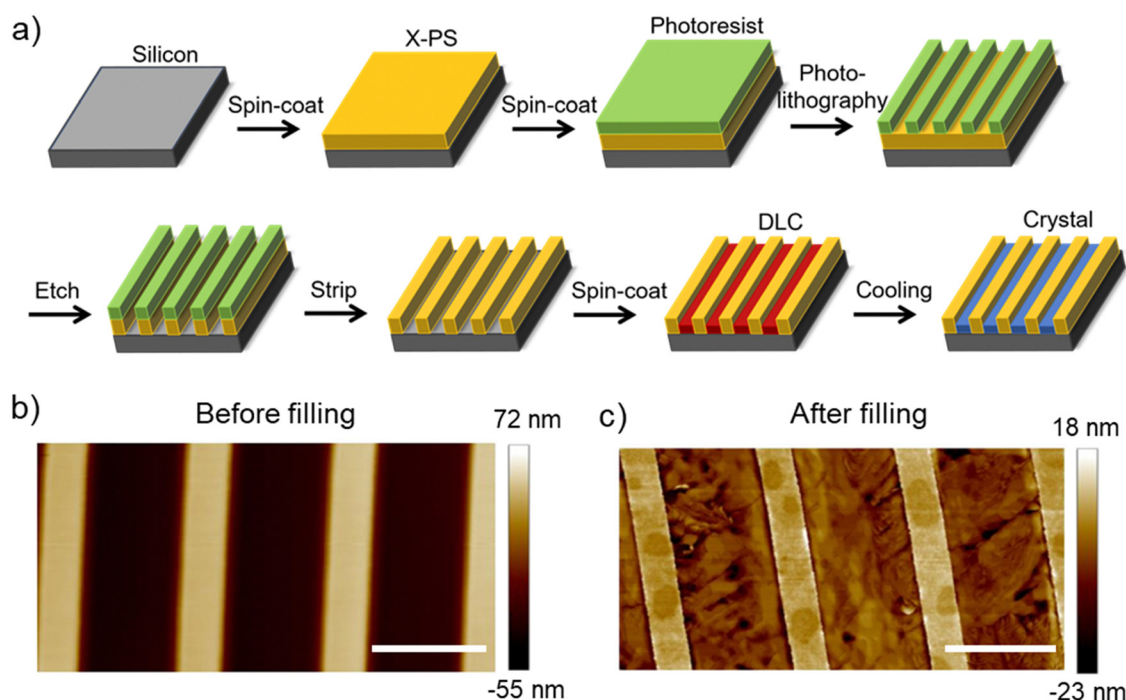 a)
Silicon
Spin-coat
X-PS
Spin-coat
Photoresist
Photo-
lithography
Etch
Strip
Spin-coat
DLC
Cooling
Crystal
b)
Before filling
72 nm
-55 nm
c)
After filling
18 nm
-23 nm